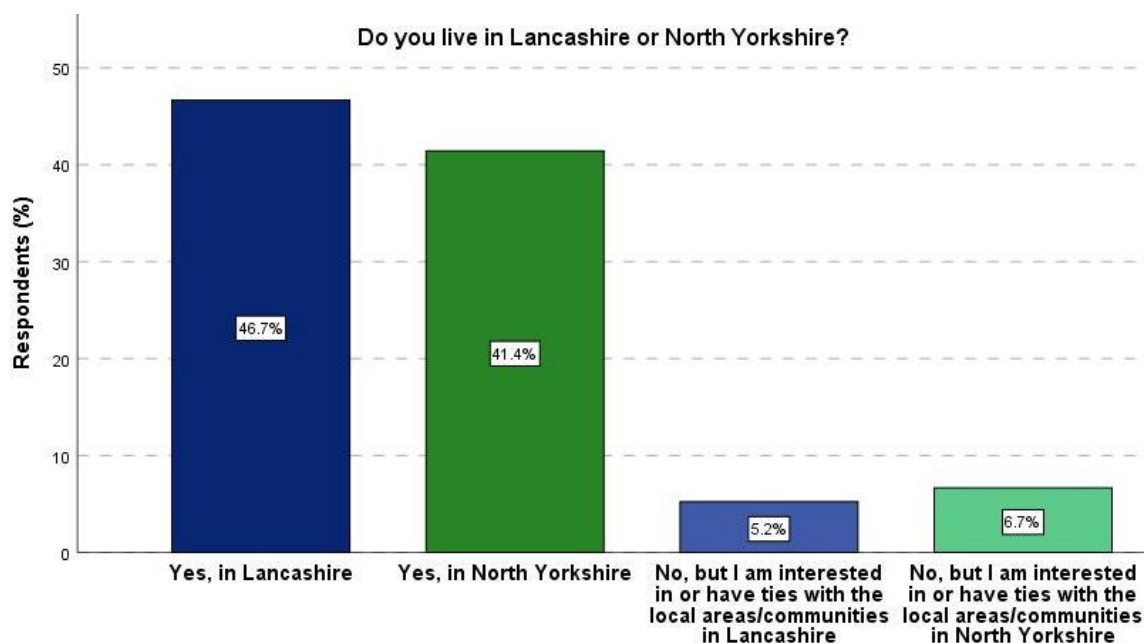 Do you live in Lancashire or North Yorkshire?
Respondents (%)
50
40
30
20
10
0
46.7%
41.4%
5.2%
6.7%
Yes, in Lancashire
Yes, in North Yorkshire
No, but I am interested
in or have ties with the
local areas/communities
in Lancashire
No, but I am interested
in or have ties with the
local areas/communities
in North Yorkshire